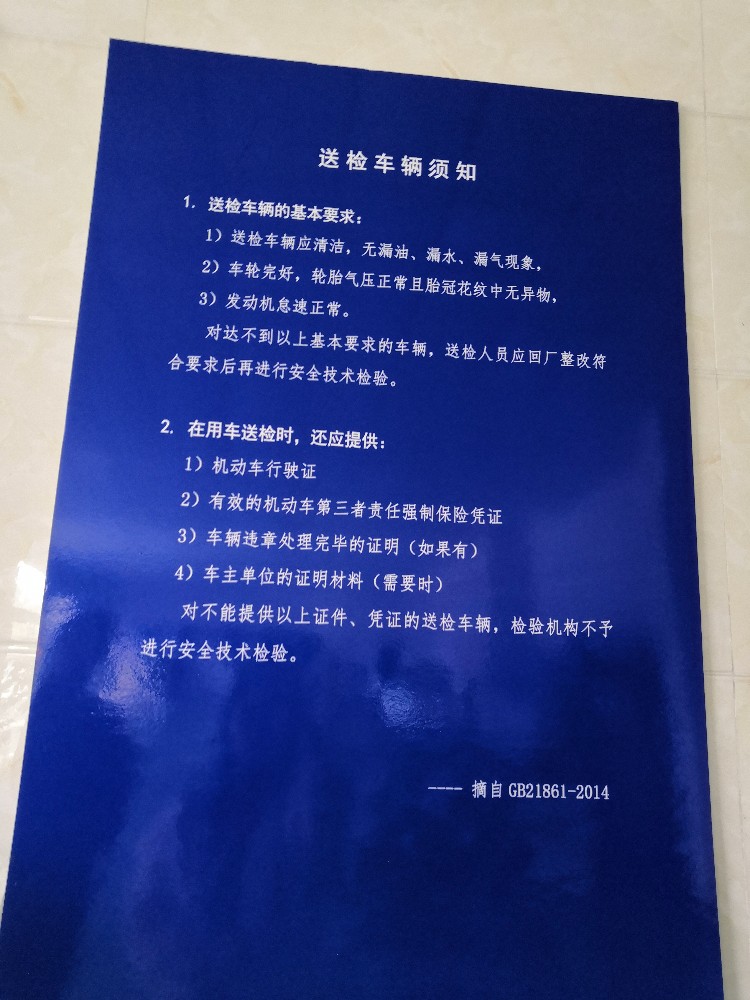 送检车辆须知
1. 送检车辆的基本要求：
1）送检车辆应清洁，无漏油、漏水、漏气现象，
2）车轮完好，轮胎气压正常且胎冠花纹中无异物，
3）发动机怠速正常。
对达不到以上基本要求的车辆，送检人员应回厂整改符
合要求后再进行安全技术检验。
2. 在用车送检时，还应提供：
1）机动车行驶证
2）有效的机动车第三者责任强制保险凭证
3）车辆违章处理完毕的证明（如果有）
4）车主单位的证明材料（需要时）
对不能提供以上证件、凭证的送检车辆，检验机构不予
进行安全技术检验。
---- 摘自 GB21861-2014